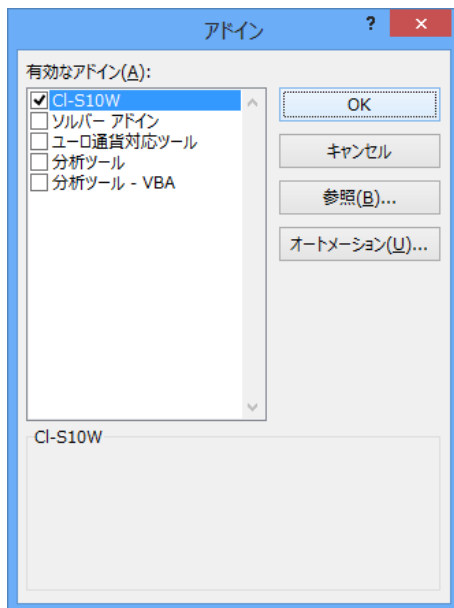 アドイン
?
×
有効なアドイン(A):
Cl-S10W
ソルバー アドイン
ユーロ通貨対応ツール
分析ツール
分析ツール - VBA
OK
キャンセル
参照(B)...
オートメーション(U)...
Cl-S10W